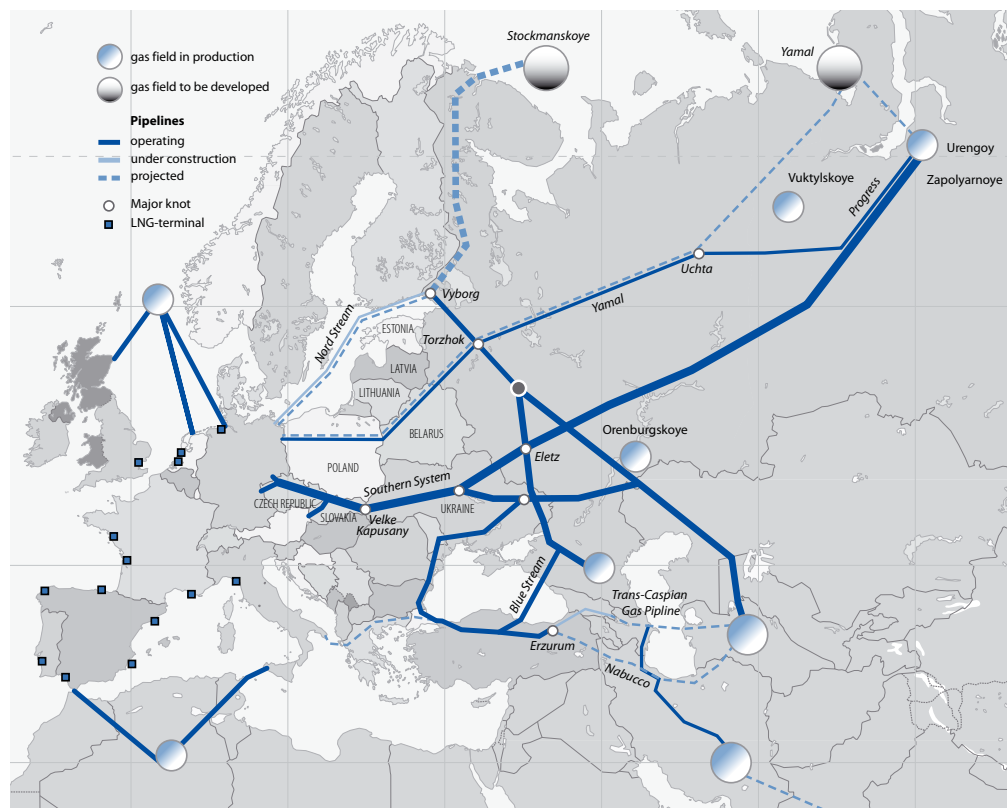 gas field in production
gas field to be developed
Pipelines
operating
under construction
projected
Major knot
LNG-terminal
Stockmanskoye
Yamal
Urengoy
Zapolyarnoye
Vuktylskoye
Progress
Uchta
Yamal
Vyborg
Nord Stream
ESTONIA
Torzhok
LATVIA
LITHUANIA
BELARUS
Orenburgskoye
Eletz
POLAND
Southern System
CZECH REPUBLIC
SLOVAKIA
UKRAINE
Velke
Kapusany
Blue Stream
Trans-Caspian
Gas Pipline
Erzurum
Nabucco